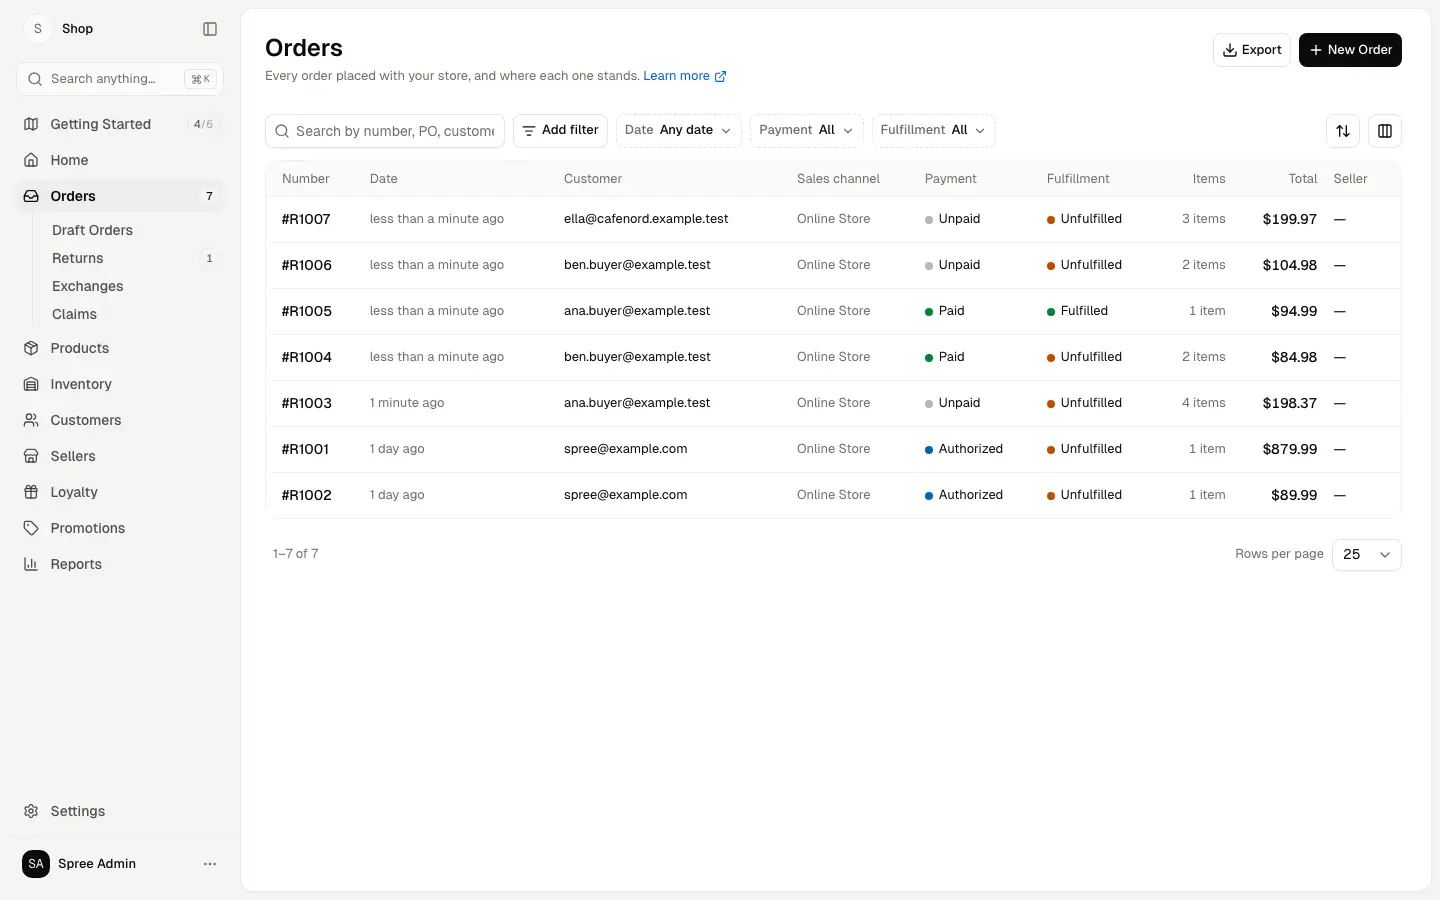 S Shop
Search anything... ⌘K
Getting Started 4/6
Home
Orders 7
Draft Orders
Returns 1
Exchanges
Claims
Products
Inventory
Customers
Sellers
Loyalty
Promotions
Reports
Settings
SA Spree Admin
Orders
Every order placed with your store, and where each one stands. Learn more
Export
New Order
Search by number, PO, custome
Add filter
Date Any date
Payment All
Fulfillment All
Number Date Customer Sales channel Payment Fulfillment Items Total Seller
#R1007 less than a minute ago ella@cafenord.example.test Online Store Unpaid Unfulfilled 3 items $199.97 —
#R1006 less than a minute ago ben.buyer@example.test Online Store Unpaid Unfulfilled 2 items $104.98 —
#R1005 less than a minute ago ana.buyer@example.test Online Store Paid Fulfilled 1 item $94.99 —
#R1004 less than a minute ago ben.buyer@example.test Online Store Paid Unfulfilled 2 items $84.98 —
#R1003 1 minute ago ana.buyer@example.test Online Store Unpaid Unfulfilled 4 items $198.37 —
#R1001 1 day ago spree@example.com Online Store Authorized Unfulfilled 1 item $879.99 —
#R1002 1 day ago spree@example.com Online Store Authorized Unfulfilled 1 item $89.99 —
1–7 of 7
Rows per page 25